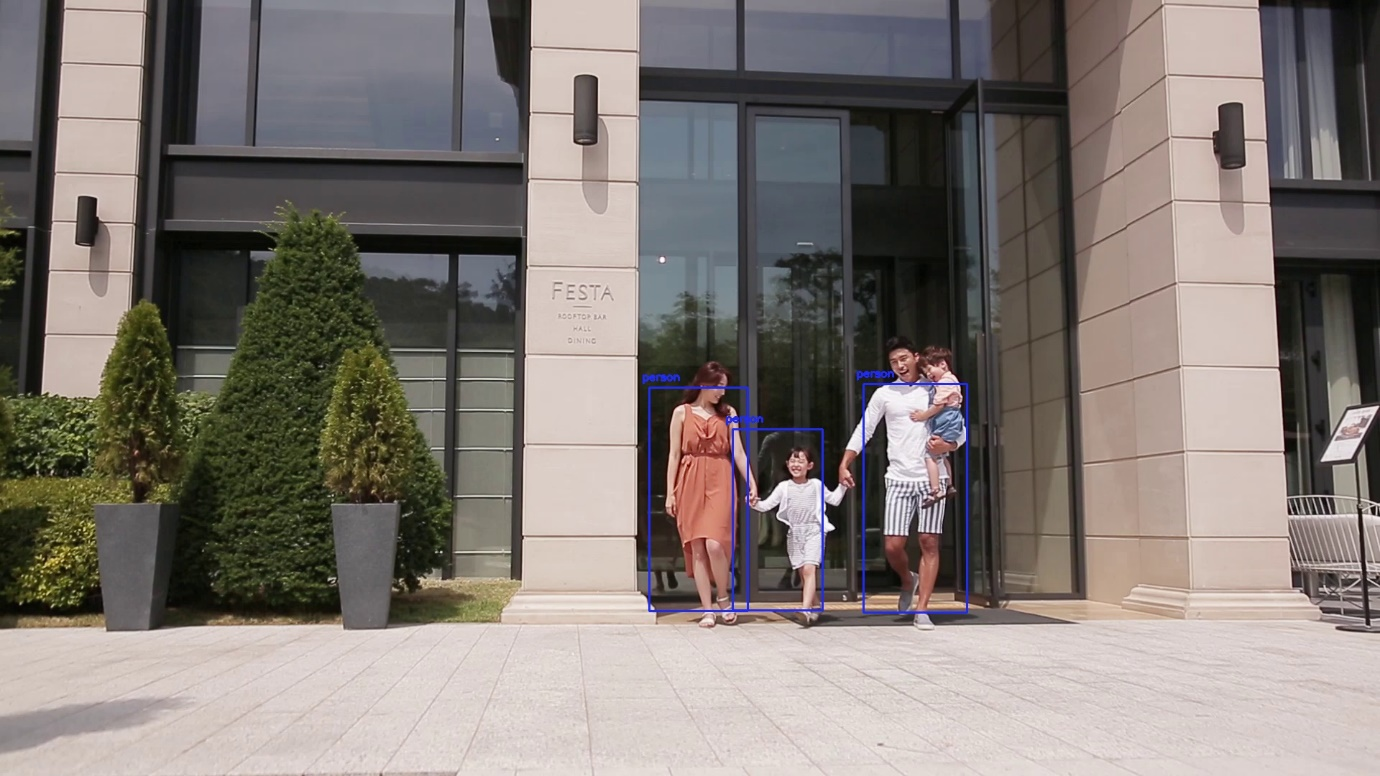 FESTA
ROOFTOP BAR
HALL
DINING
person
person
person